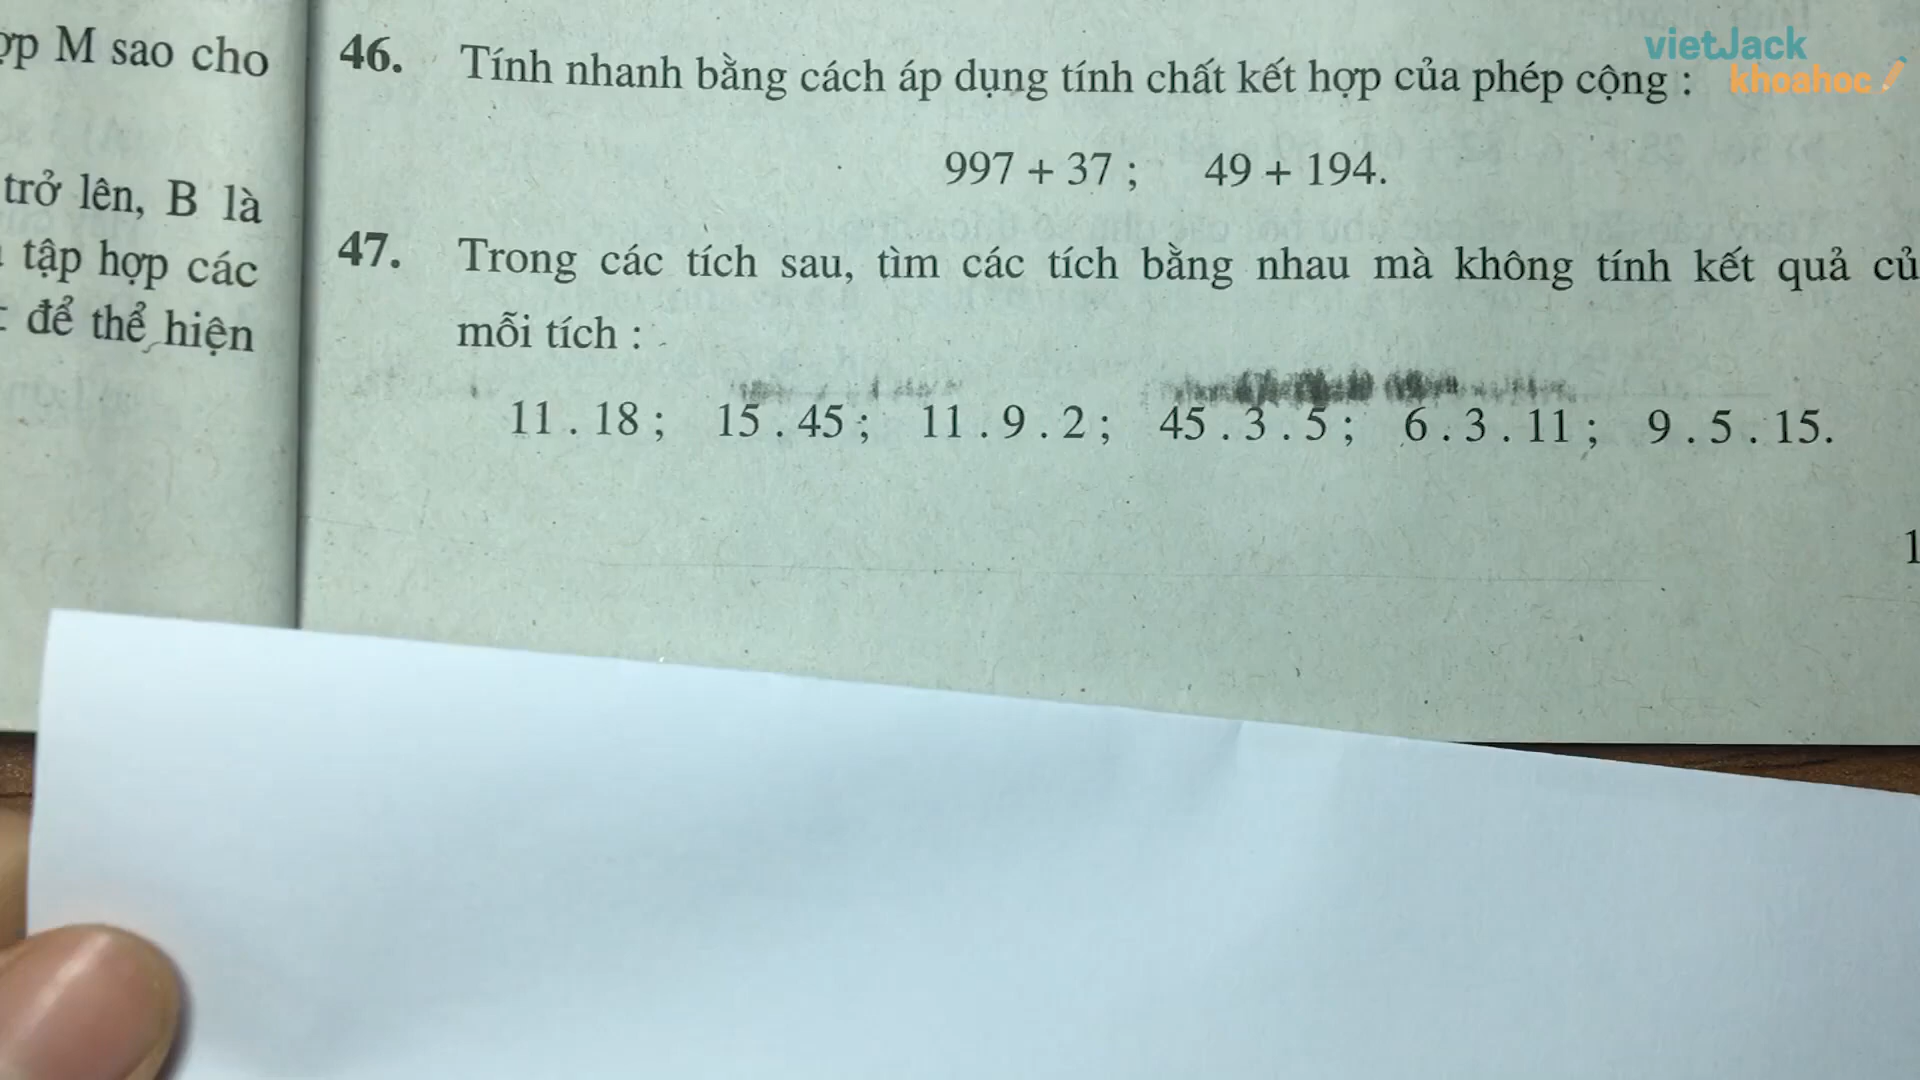 ợp M sao cho
trở lên, B là
tập hợp các
để thể hiện
vietJack
khoahoc
46. Tính nhanh bằng cách áp dụng tính chất kết hợp của phép cộng :
997 + 37 ; 49 + 194.
47. Trong các tích sau, tìm các tích bằng nhau mà không tính kết quả củ
mỗi tích :
11 . 18 ; 15 . 45 ; 11 . 9 . 2 ; 45 . 3 . 5 ; 6 . 3 . 11 ; 9 . 5 . 15.
1